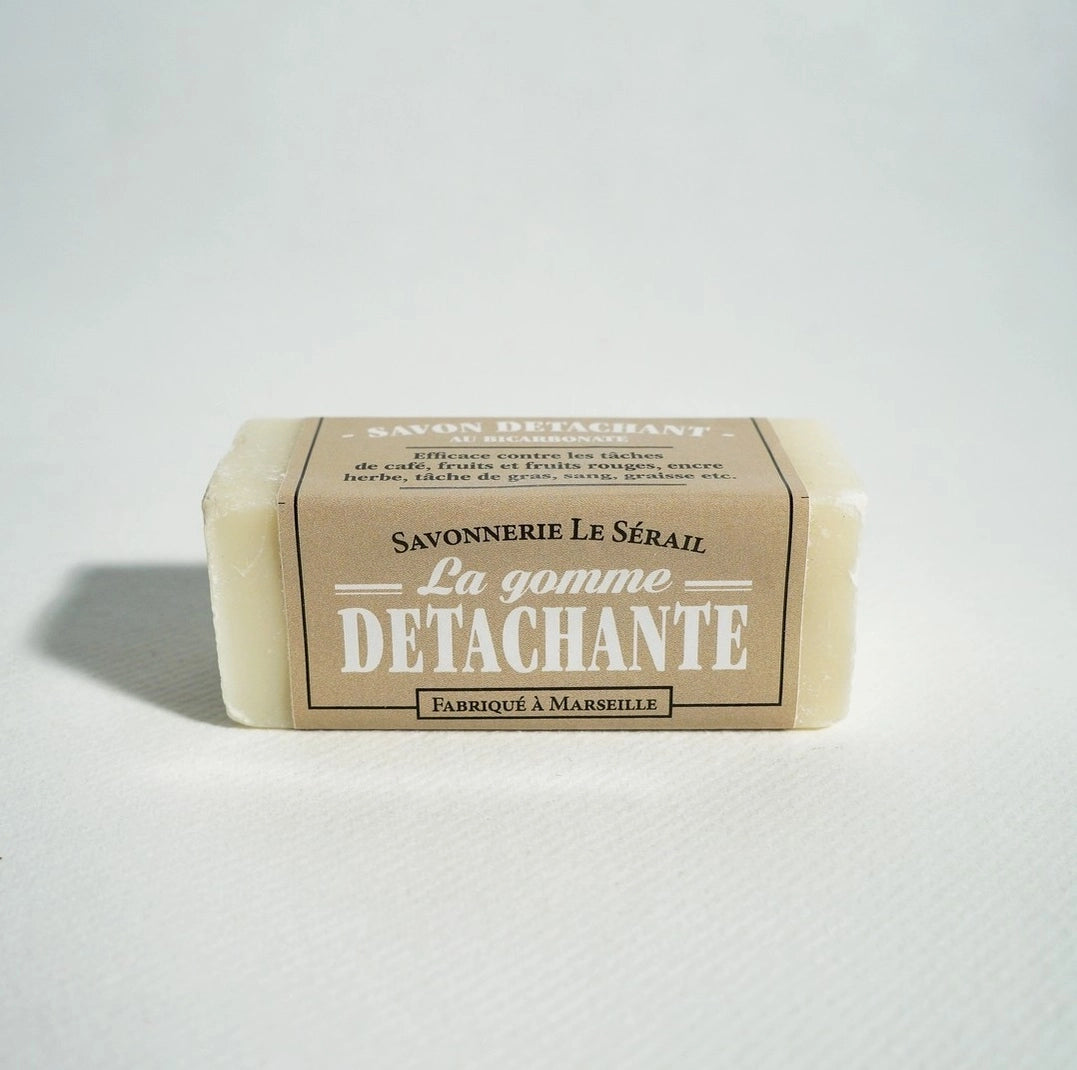 - SAVON DETACHANT -
AU BICARBONATE
Efficace contre les tâches
de café, fruits et fruits rouges, encre
herbe, tâche de gras, sang, graisse etc.
SAVONNERIE LE SÉRAIL
La gomme
DETACHANTE
FABRIQUÉ À MARSEILLE